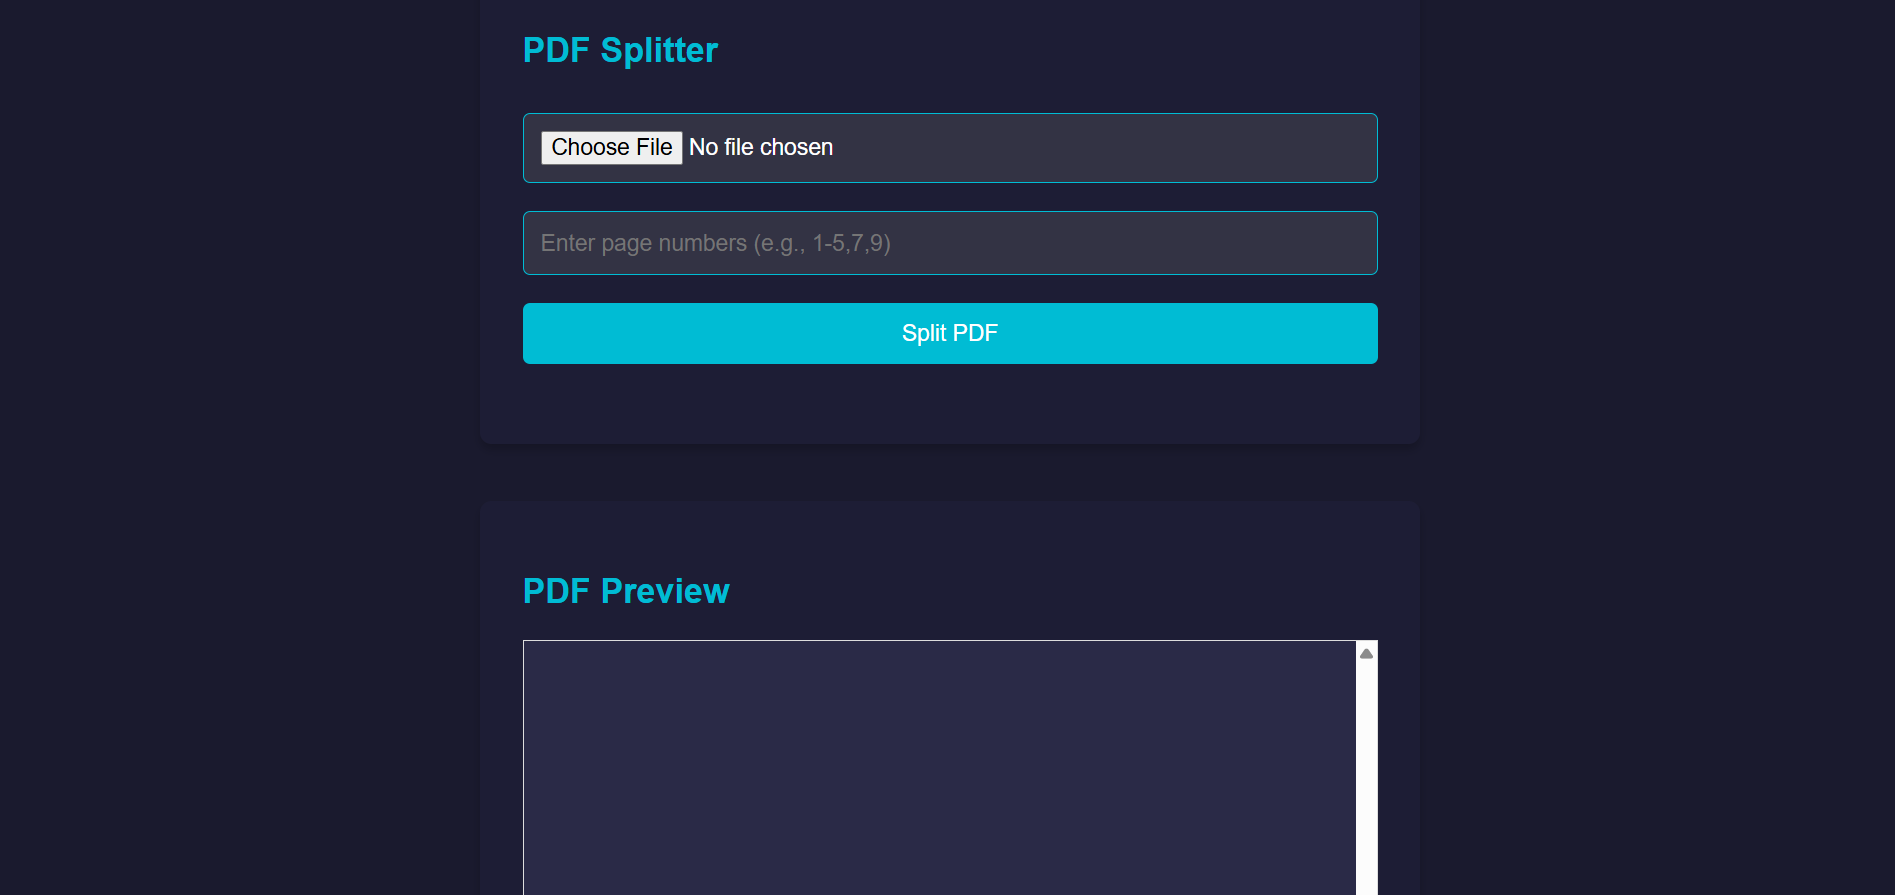 PDF Splitter
Choose File No file chosen
Enter page numbers (e.g., 1-5,7,9)
Split PDF
PDF Preview